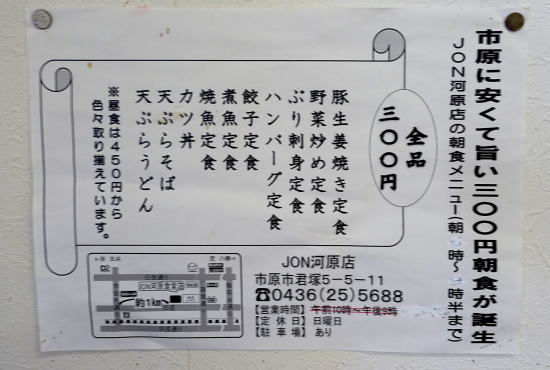 市原に安くて旨い三〇〇円朝食が誕生
JON河原店の朝食メニュー(朝 時〜 時半まで)
全品
三〇〇円
豚生姜焼き定食
野菜炒め定食
ぶり刺身定食
ハンバーグ定食
餃子定食
煮魚定食
焼魚定食
カツ丼
天ぷらそば
天ぷらうどん
※昼食は450円から
色々取り揃えています。
JON河原店
市原市君塚5-5-11
☎0436(25)5688
【営業時間】午前10時〜午後9時
【定休日】日曜日
【駐車場】あり
JON河原食堂店
約1km